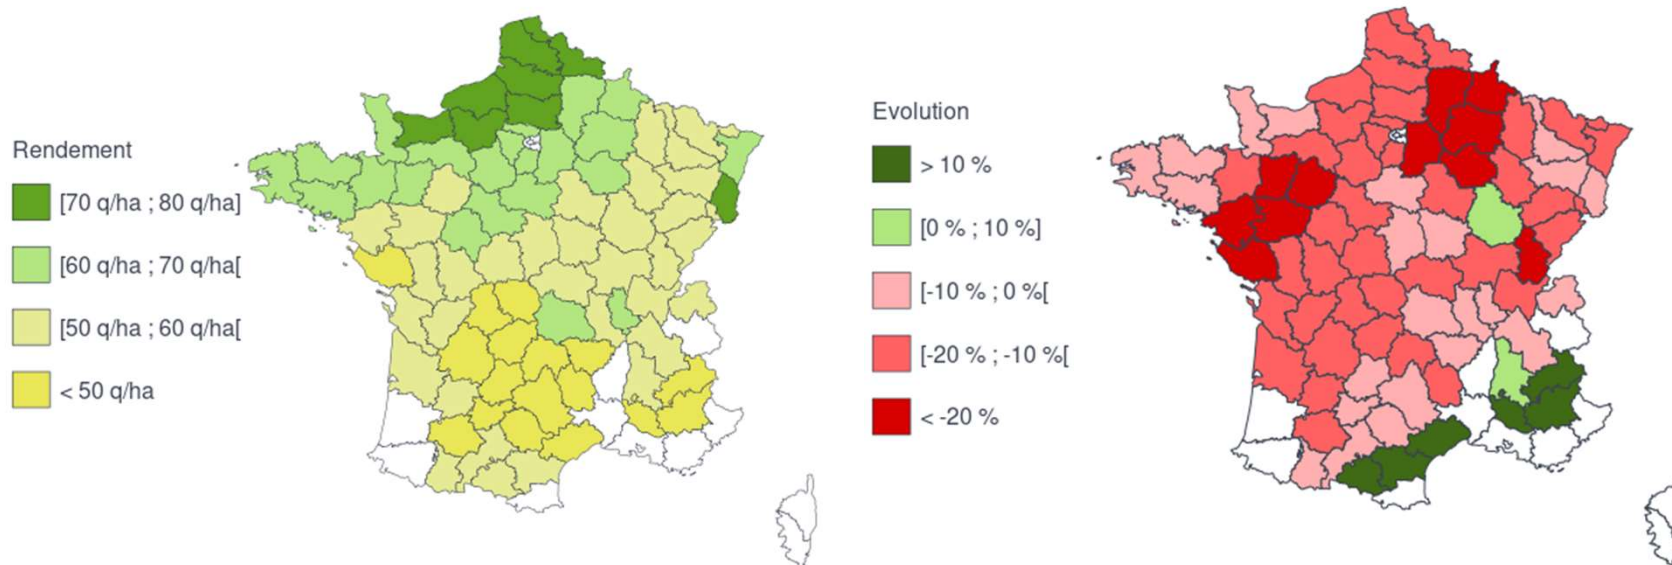 Rendement
[70 q/ha ; 80 q/ha]
[60 q/ha ; 70 q/ha[
[50 q/ha ; 60 q/ha[
< 50 q/ha
Evolution
> 10 %
[0 % ; 10 %]
[-10 % ; 0 %[
[-20 % ; -10 %[
< -20 %